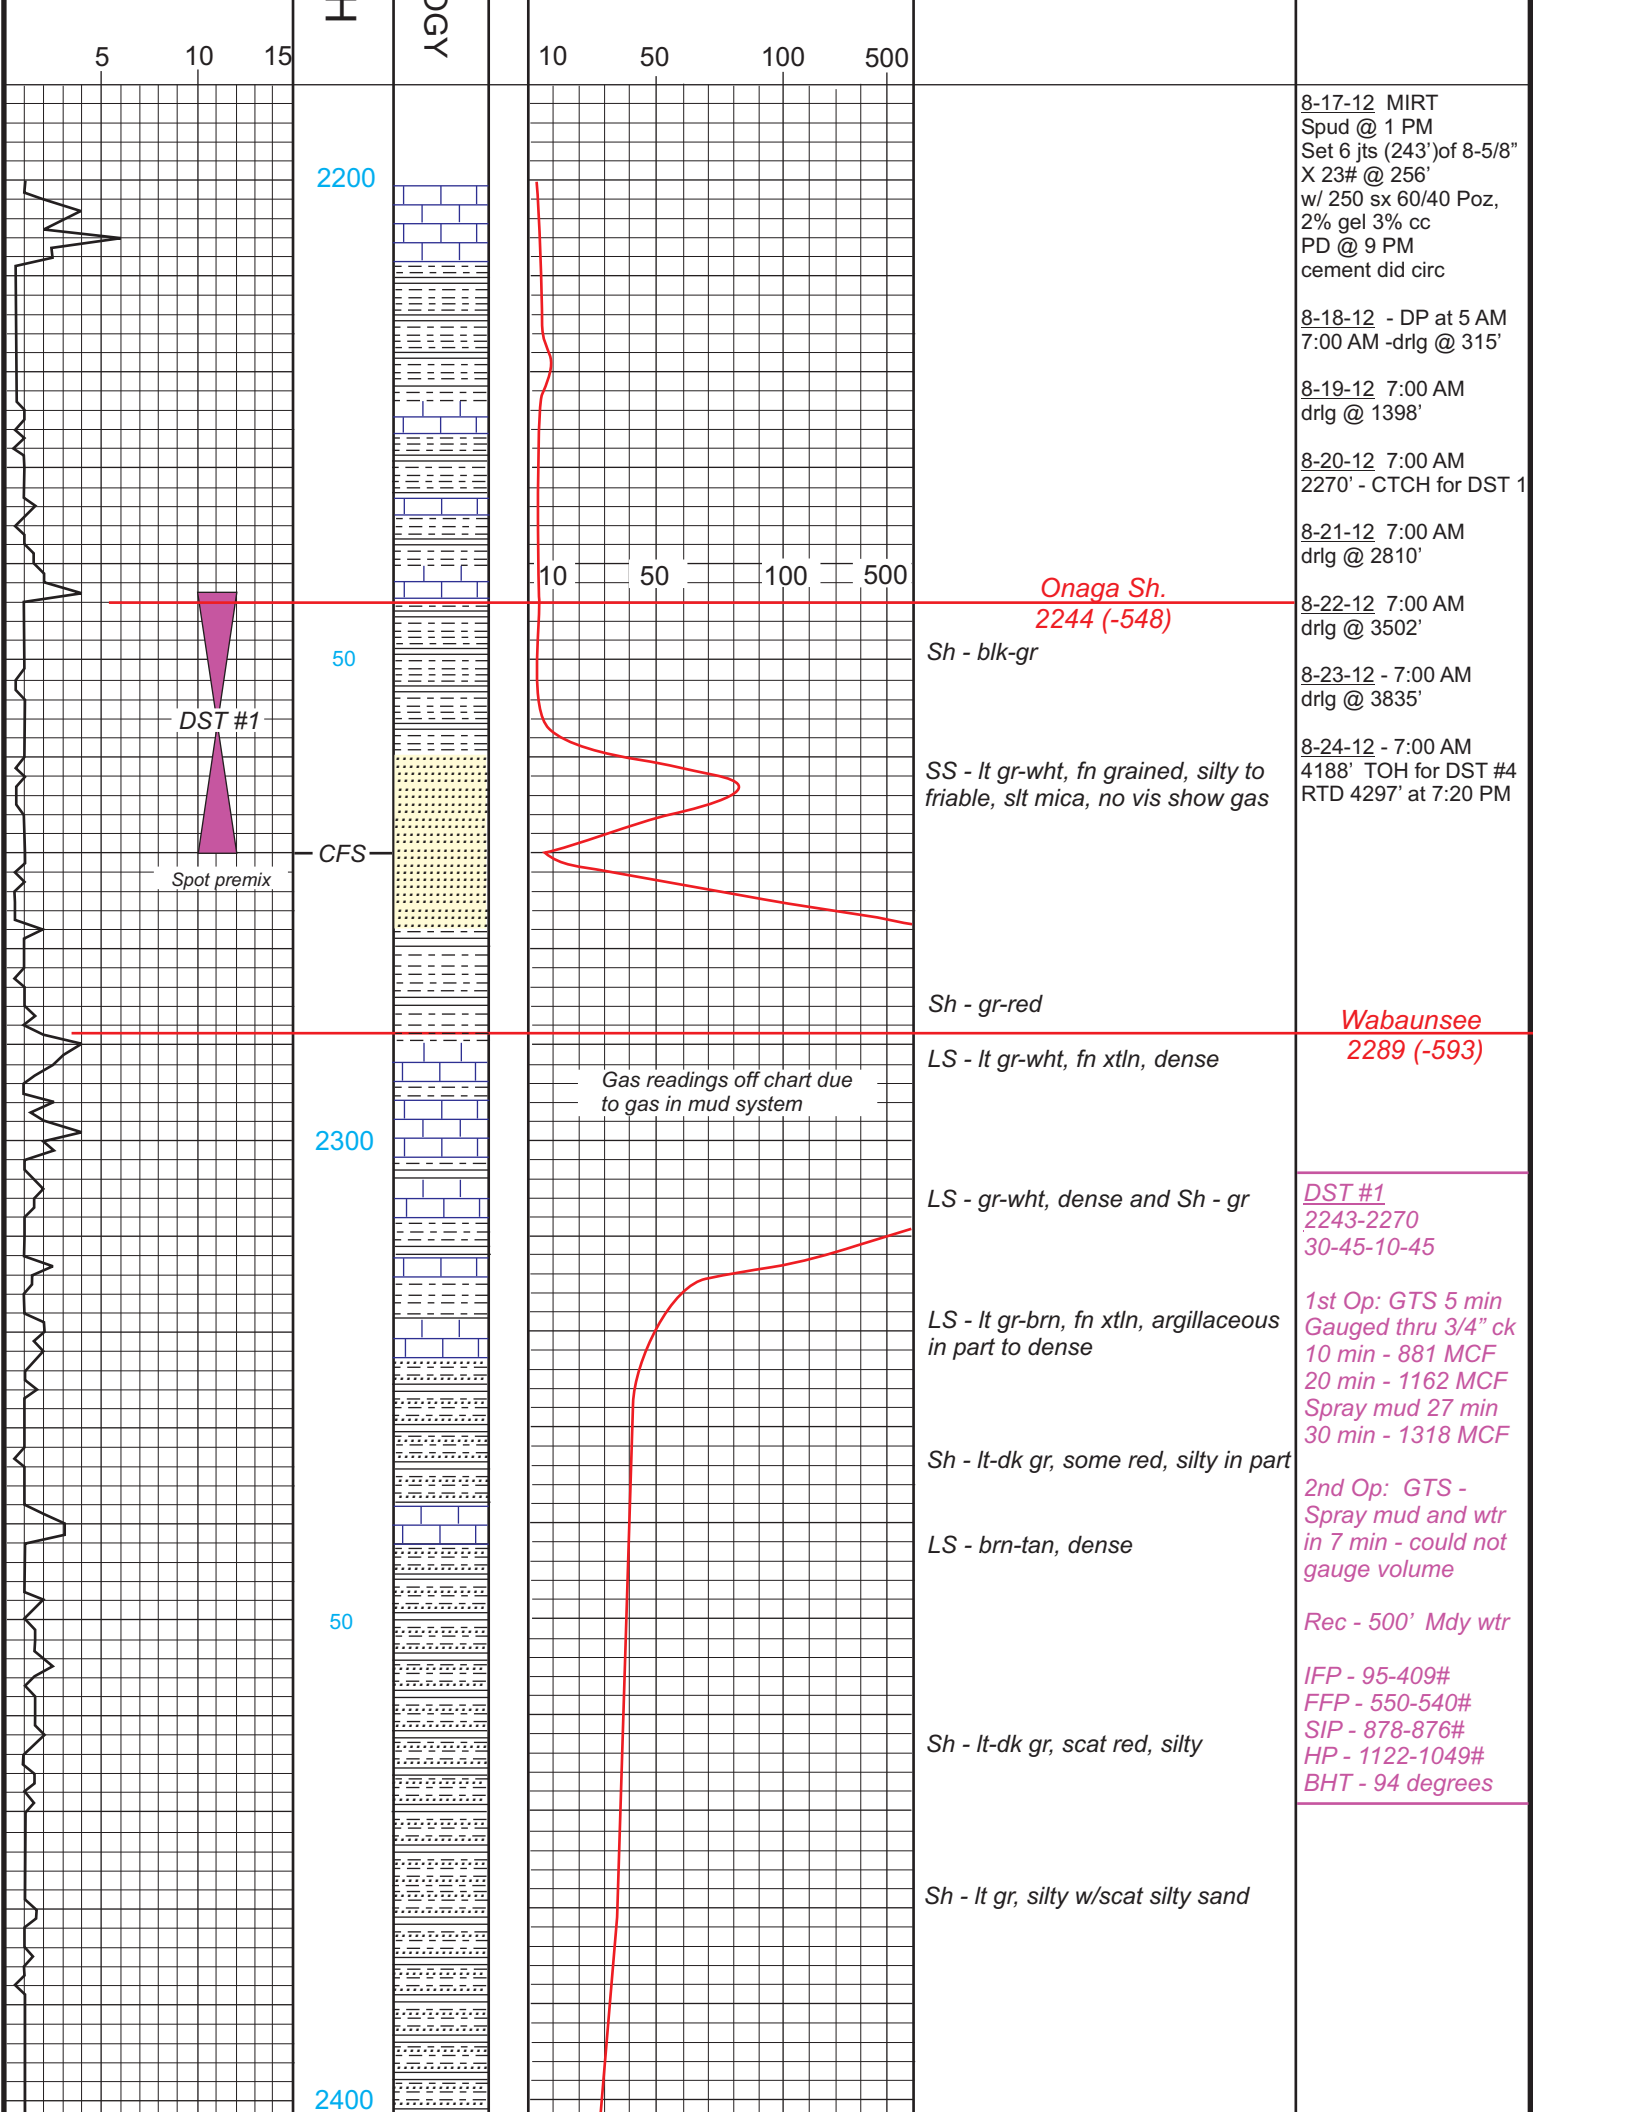 H
OGY
5 10 15
10 50 100 500
2200
50
DST #1
CFS
Spot premix
2300
50
2400
10 50 100 500
Gas readings off chart due
to gas in mud system
Onaga Sh.
2244 (-548)
Sh - blk-gr
SS - lt gr-wht, fn grained, silty to
friable, slt mica, no vis show gas
Sh - gr-red
LS - lt gr-wht, fn xtln, dense
LS - gr-wht, dense and Sh - gr
LS - lt gr-brn, fn xtln, argillaceous
in part to dense
Sh - lt-dk gr, some red, silty in part
LS - brn-tan, dense
Sh - lt-dk gr, scat red, silty
Sh - lt gr, silty w/scat silty sand
8-17-12 MIRT
Spud @ 1 PM
Set 6 jts (243')of 8-5/8”
X 23# @ 256’
w/ 250 sx 60/40 Poz,
2% gel 3% cc
PD @ 9 PM
cement did circ
8-18-12 - DP at 5 AM
7:00 AM -drlg @ 315’
8-19-12 7:00 AM
drlg @ 1398’
8-20-12 7:00 AM
2270’ - CTCH for DST 1
8-21-12 7:00 AM
drlg @ 2810’
8-22-12 7:00 AM
drlg @ 3502’
8-23-12 - 7:00 AM
drlg @ 3835’
8-24-12 - 7:00 AM
4188’ TOH for DST #4
RTD 4297’ at 7:20 PM
Wabaunsee
2289 (-593)
DST #1
2243-2270
30-45-10-45
1st Op: GTS 5 min
Gauged thru 3/4” ck
10 min - 881 MCF
20 min - 1162 MCF
Spray mud 27 min
30 min - 1318 MCF
2nd Op: GTS -
Spray mud and wtr
in 7 min - could not
gauge volume
Rec - 500’ Mdy wtr
IFP - 95-409#
FFP - 550-540#
SIP - 878-876#
HP - 1122-1049#
BHT - 94 degrees